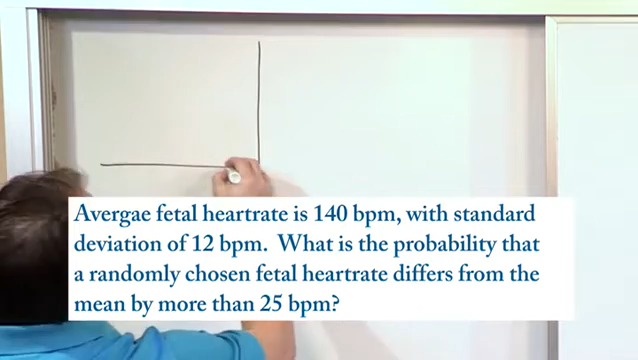 Avergae fetal heartrate is 140 bpm, with standard
deviation of 12 bpm.  What is the probability that
a randomly chosen fetal heartrate differs from the
mean by more than 25 bpm?